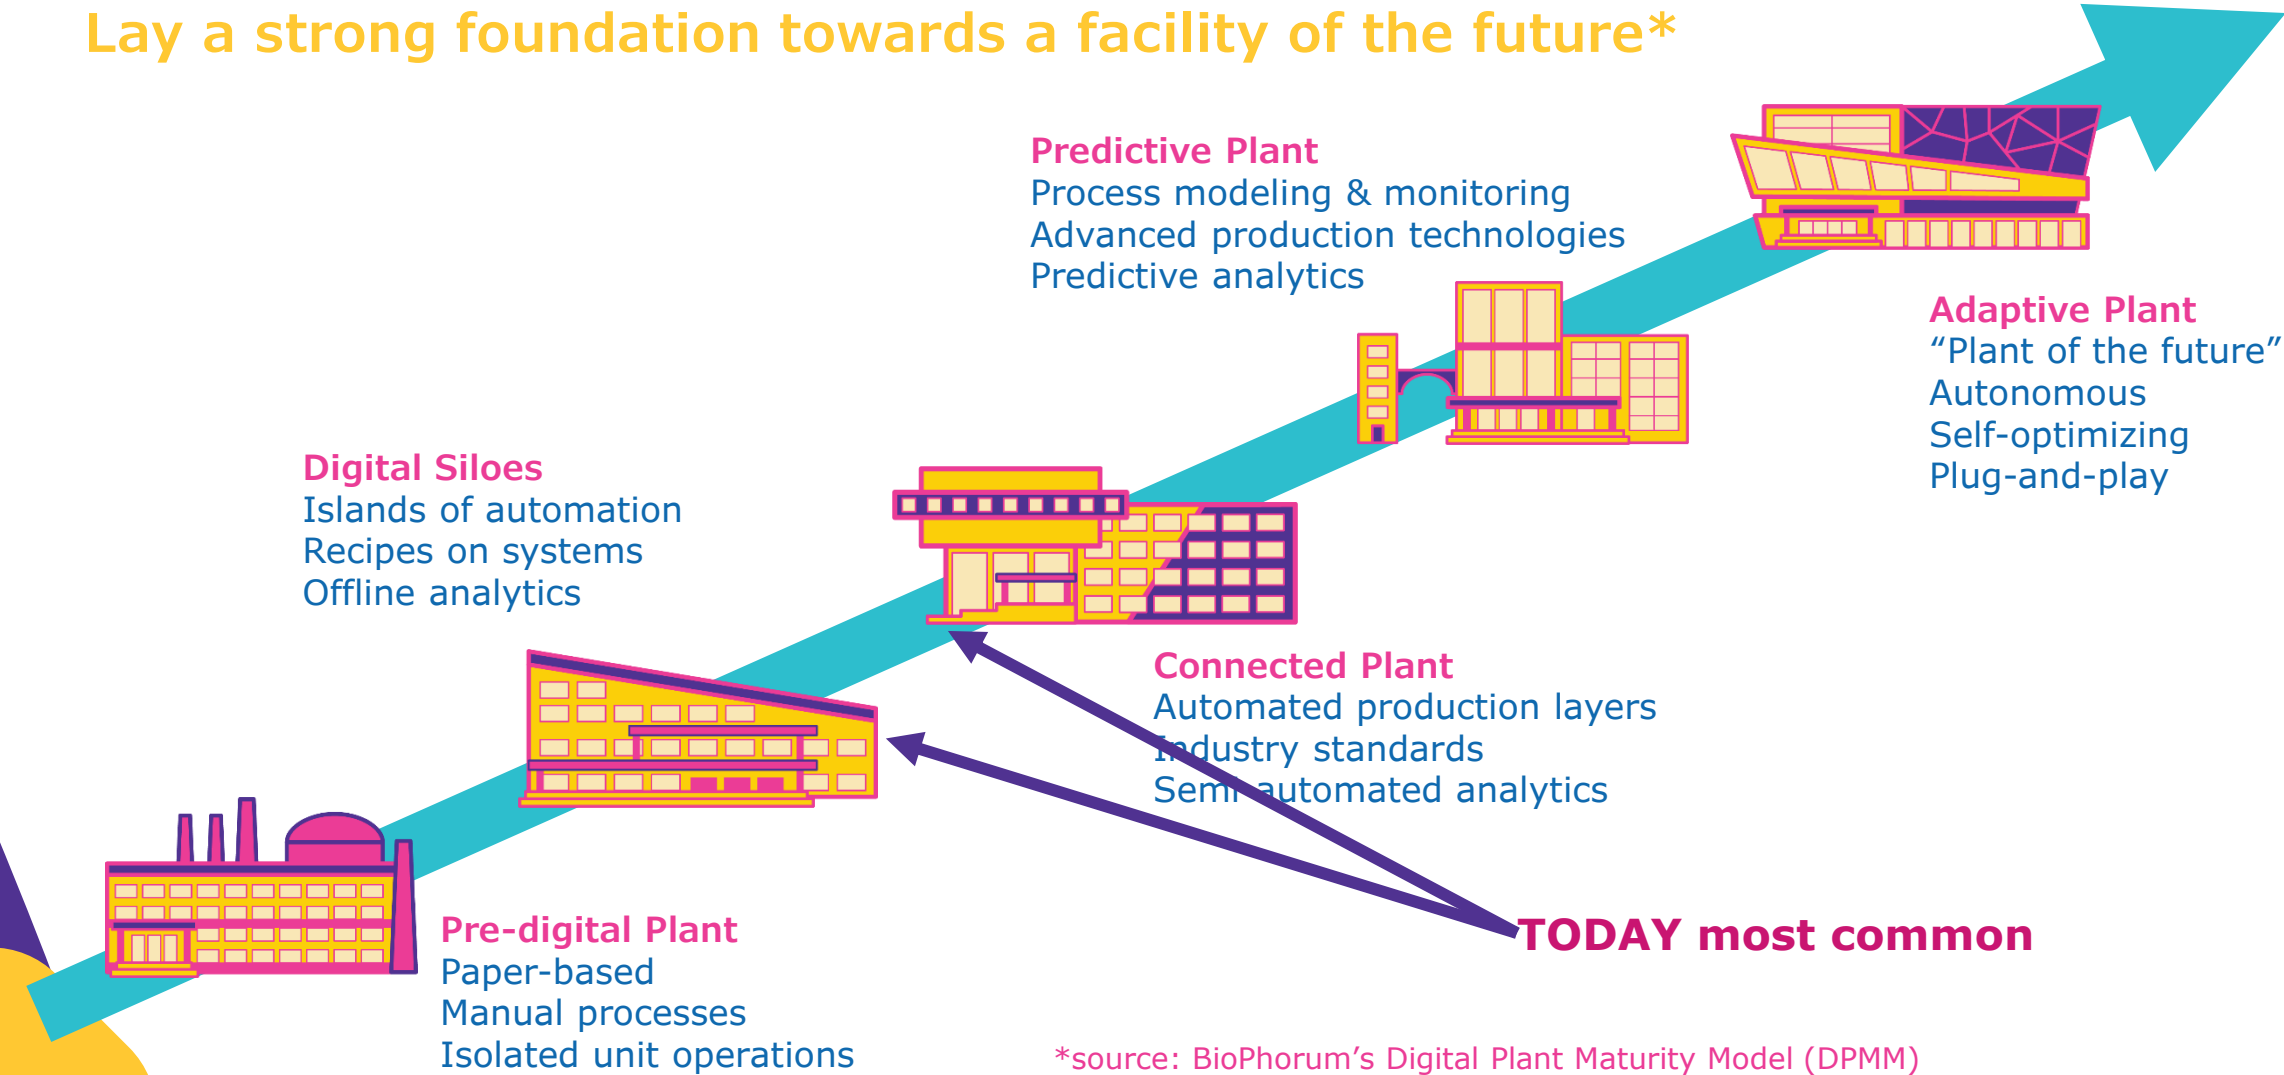 Lay a strong foundation towards a facility of the future*
Predictive Plant
Process modeling & monitoring
Advanced production technologies
Predictive analytics
Adaptive Plant
“Plant of the future”
Autonomous
Self-optimizing
Plug-and-play
Digital Siloes
Islands of automation
Recipes on systems
Offline analytics
Connected Plant
Automated production layers
Industry standards
Semi-automated analytics
Pre-digital Plant
Paper-based
Manual processes
Isolated unit operations
TODAY most common
*source: BioPhorum’s Digital Plant Maturity Model (DPMM)